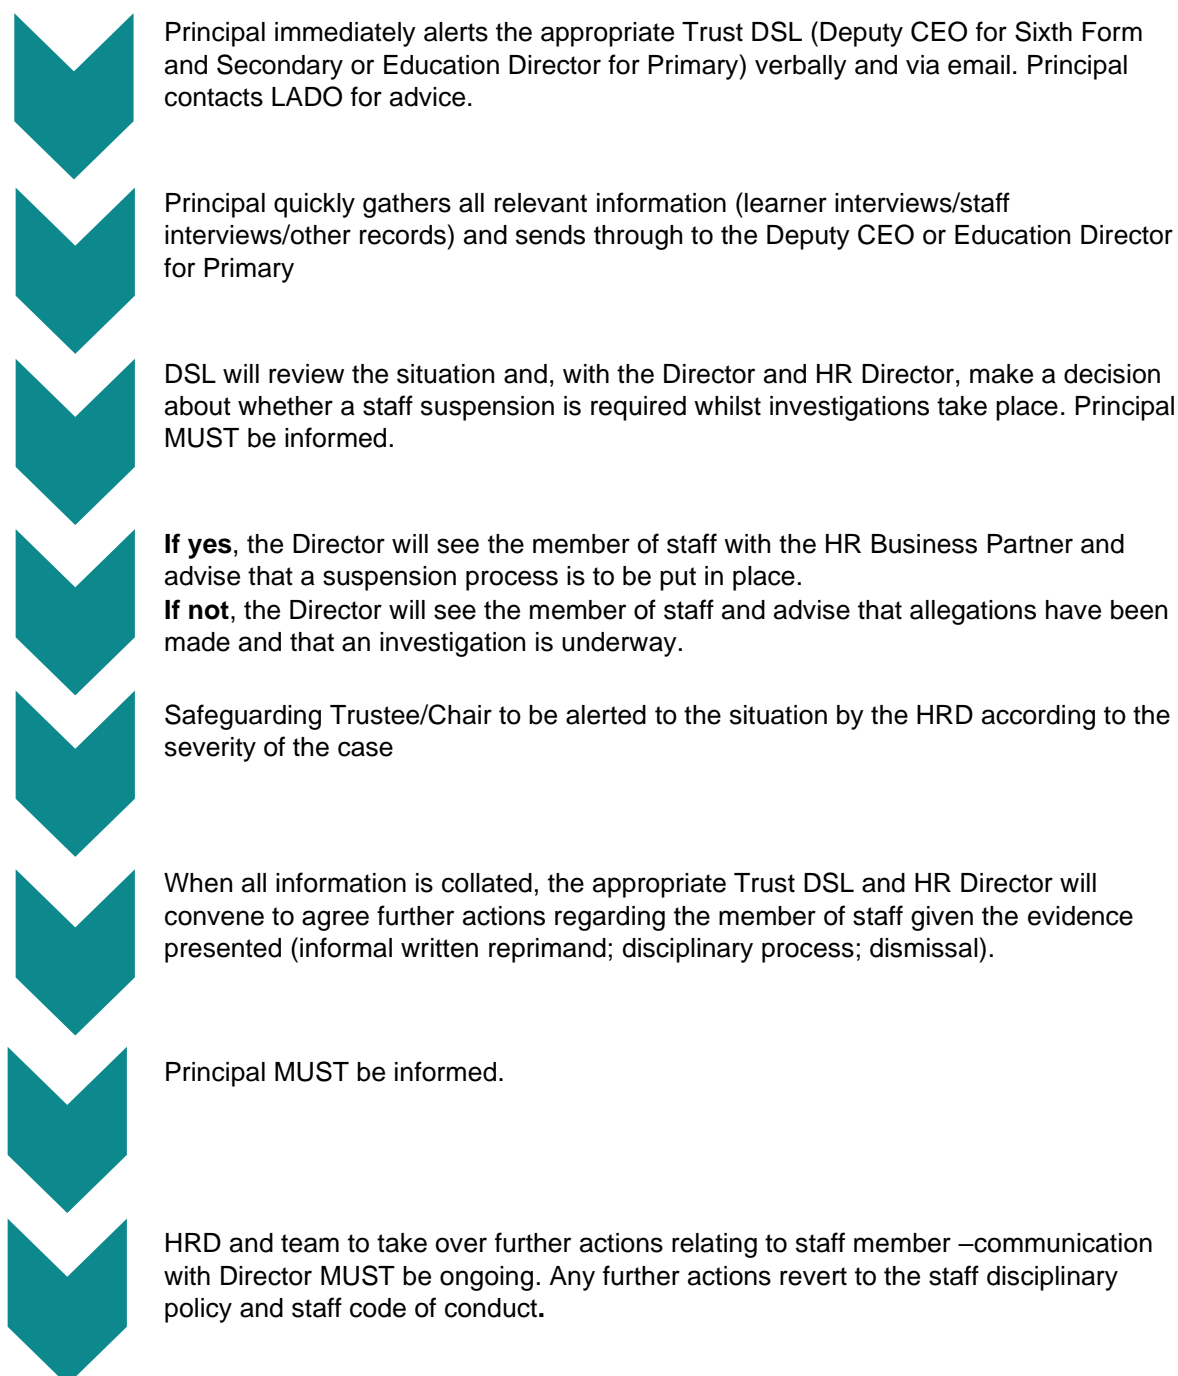 Principal immediately alerts the appropriate Trust DSL (Deputy CEO for Sixth Form
and Secondary or Education Director for Primary) verbally and via email. Principal
contacts LADO for advice.
Principal quickly gathers all relevant information (learner interviews/staff
interviews/other records) and sends through to the Deputy CEO or Education Director
for Primary
DSL will review the situation and, with the Director and HR Director, make a decision
about whether a staff suspension is required whilst investigations take place. Principal
MUST be informed.
If yes, the Director will see the member of staff with the HR Business Partner and
advise that a suspension process is to be put in place.
If not, the Director will see the member of staff and advise that allegations have been
made and that an investigation is underway.
Safeguarding Trustee/Chair to be alerted to the situation by the HRD according to the
severity of the case
When all information is collated, the appropriate Trust DSL and HR Director will
convene to agree further actions regarding the member of staff given the evidence
presented (informal written reprimand; disciplinary process; dismissal).
Principal MUST be informed.
HRD and team to take over further actions relating to staff member –communication
with Director MUST be ongoing. Any further actions revert to the staff disciplinary
policy and staff code of conduct.